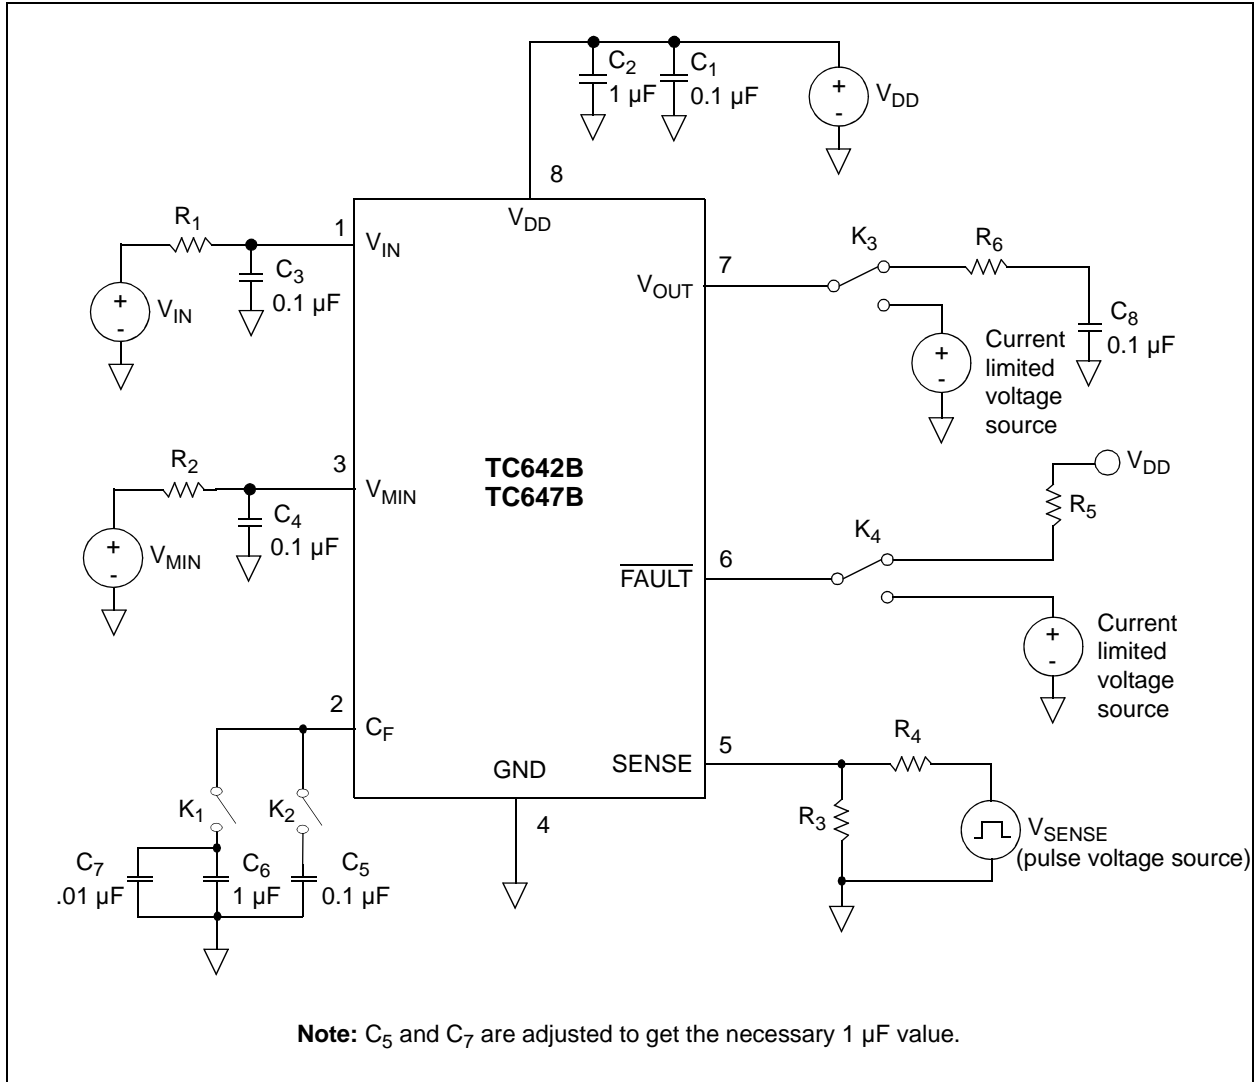 C2
1 µF
C1
0.1 µF
+
-
VDD
8
VDD
R1
1
VIN
C3
0.1 µF
+
-
VIN
7
VOUT
K3
R6
C8
0.1 µF
+
-
Current
limited
voltage
source
R2
3
VMIN
C4
0.1 µF
+
-
VMIN
TC642B
TC647B
VDD
R5
K4
6
FAULT
+
-
Current
limited
voltage
source
2
CF
K1
K2
C7
.01 µF
C6
1 µF
C5
0.1 µF
GND
4
SENSE
5
R4
R3
VSENSE
(pulse voltage source)
Note: C5 and C7 are adjusted to get the necessary 1 µF value.